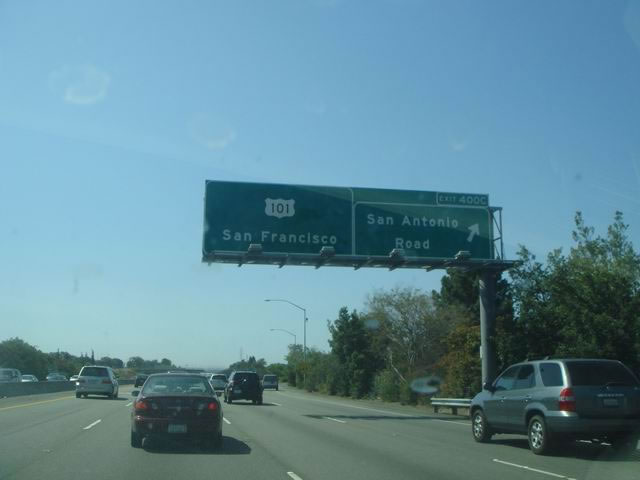 101
San Francisco
EXIT 400C
San Antonio
Road